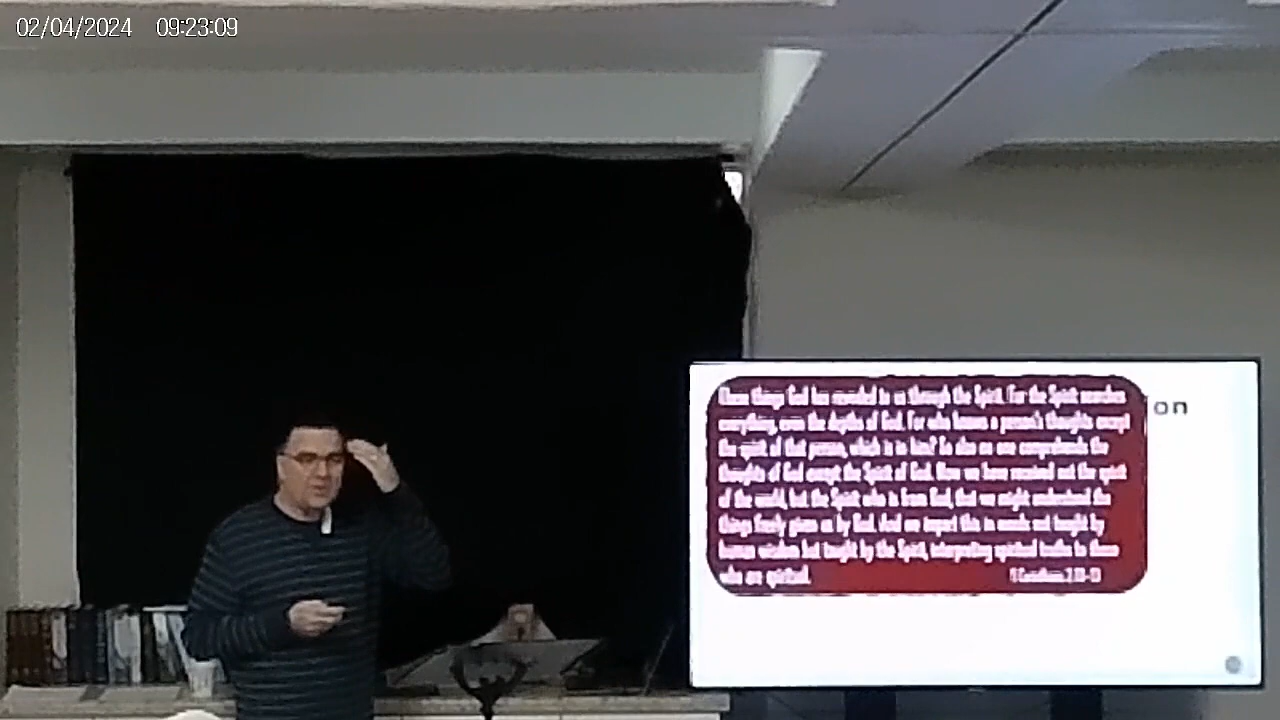 02/04/2024 09:23:09
These things God has revealed to us through the Spirit. For the Spirit searches
everything, even the depths of God. For who knows a person's thoughts except
the spirit of that person, which is in him? So also no one comprehends the
thoughts of God except the Spirit of God. Now we have received not the spirit
of the world, but the Spirit who is from God, that we might understand the
things freely given us by God. And we impart this in words not taught by
human wisdom but taught by the Spirit, interpreting spiritual truths to those
who are spiritual.
1 Corinthians 2:10-13
on